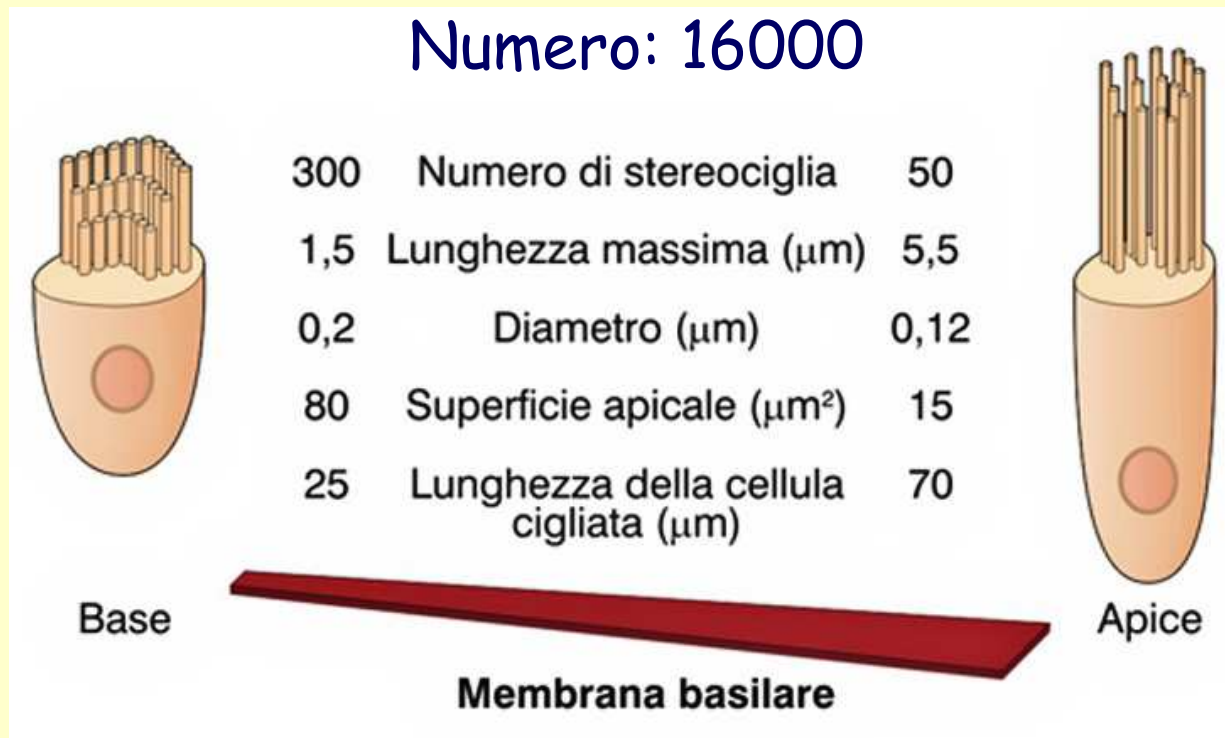 Numero: 16000
300 Numero di stereociglia 50
1,5 Lunghezza massima (μm) 5,5
0,2 Diametro (μm) 0,12
80 Superficie apicale (μm²) 15
25 Lunghezza della cellula 70
cigliata (μm)
Base
Apice
Membrana basilare